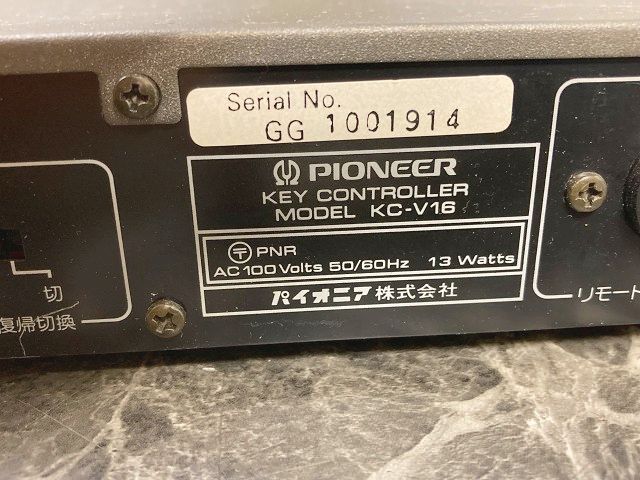 Serial No.
GG 1001914
PIONEER
KEY CONTROLLER
MODEL KC-V16
〒 PNR
AC 100 Volts 50/60Hz 13 Watts
パイオニア株式会社
切
復帰切換
リモート